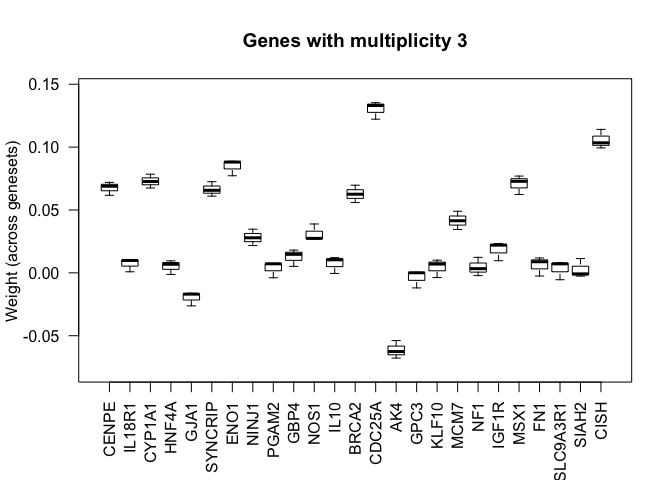 Genes with multiplicity 3
Weight (across genesets)
0.15
0.10
0.05
0.00
-0.05
CENPE
IL18R1
CYP1A1
HNF4A
GJA1
SYNCRIP
ENO1
NINJ1
PGAM2
GBP4
NOS1
IL10
BRCA2
CDC25A
AK4
GPC3
KLF10
MCM7
NF1
IGF1R
MSX1
FN1
SLC9A3R1
SIAH2
CISH